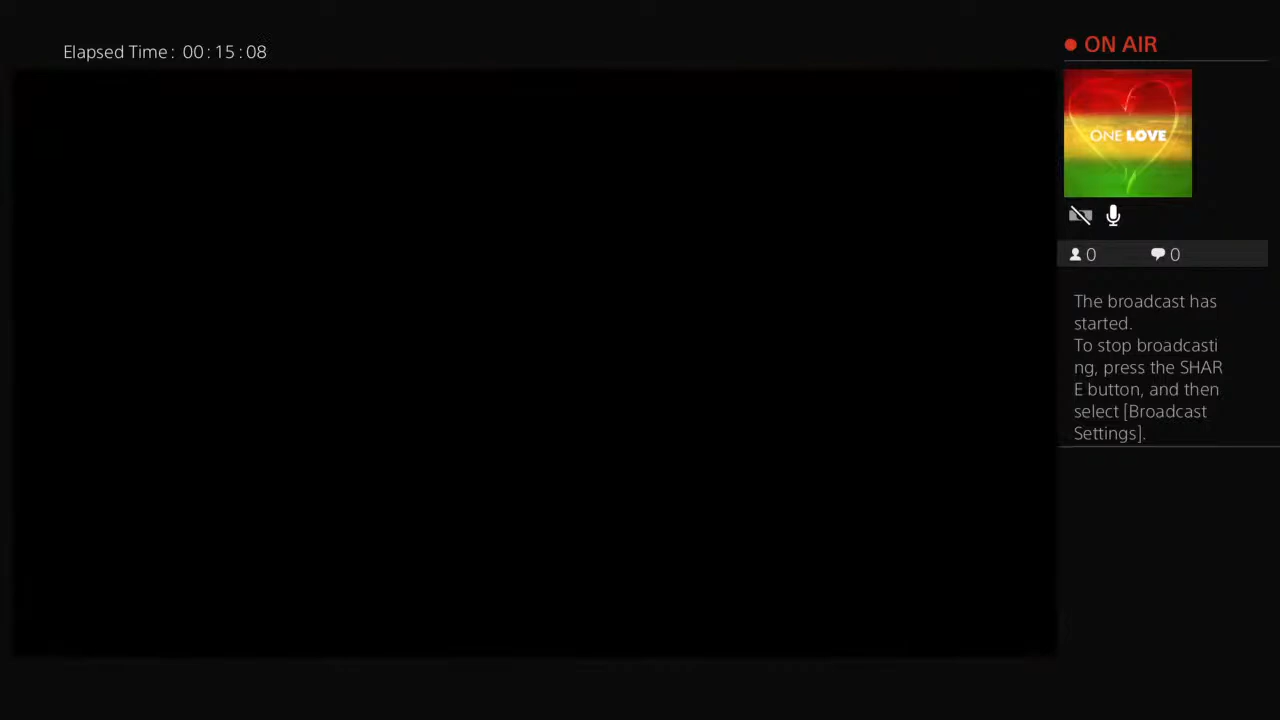 Elapsed Time: 00:15:08
ON AIR
ONE LOVE
0 0
The broadcast has
started.
To stop broadcasti
ng, press the SHAR
E button, and then
select [Broadcast
Settings].